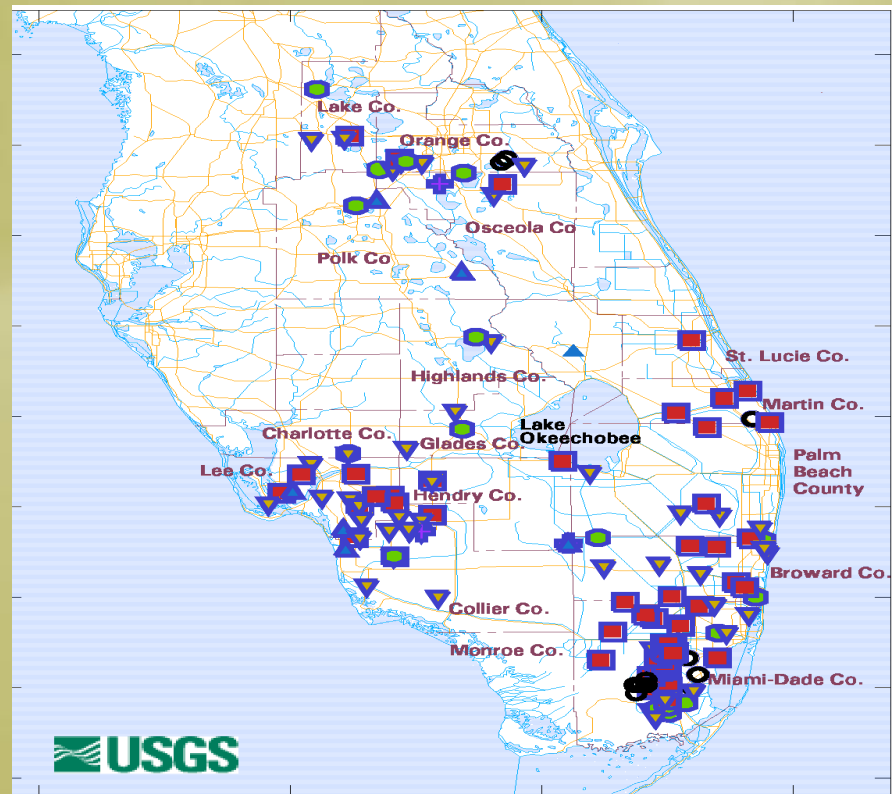 Lake Co.
Orange Co.
Osceola Co
Polk Co
St. Lucie Co.
Highlands Co.
Martin Co.
Lake
Okeechobee
Charlotte Co.
Glades Co.
Palm
Beach
County
Lee Co.
Hendry Co.
Broward Co.
Collier Co.
Monroe Co.
Miami-Dade Co.
USGS